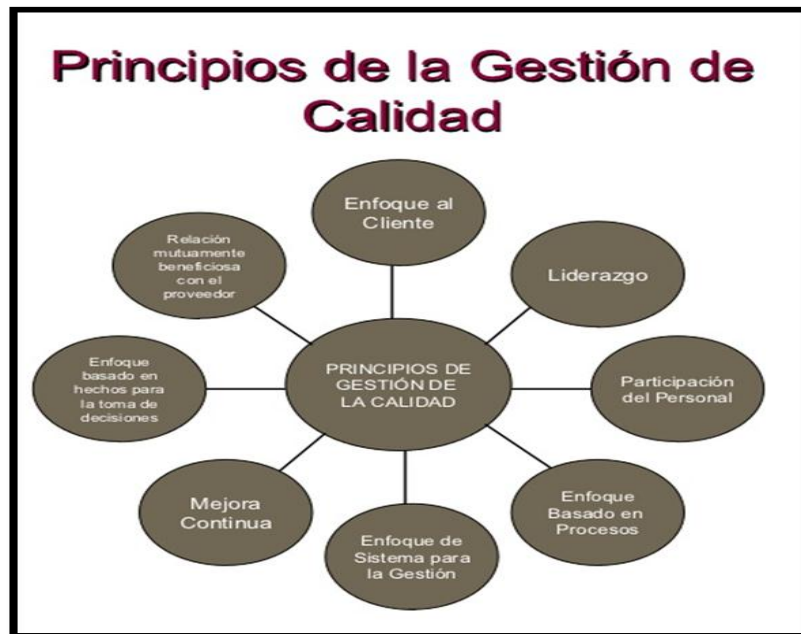 Principios de la Gestión de
Calidad
Enfoque al
Cliente
Liderazgo
Participación
del Personal
Enfoque
Basado en
Procesos
Enfoque de
Sistema para
la Gestión
Mejora
Continua
Enfoque
basado en
hechos para
la toma de
decisiones
Relación
mutuamente
beneficiosa
con el
proveedor
PRINCIPIOS DE
GESTIÓN DE
LA CALIDAD